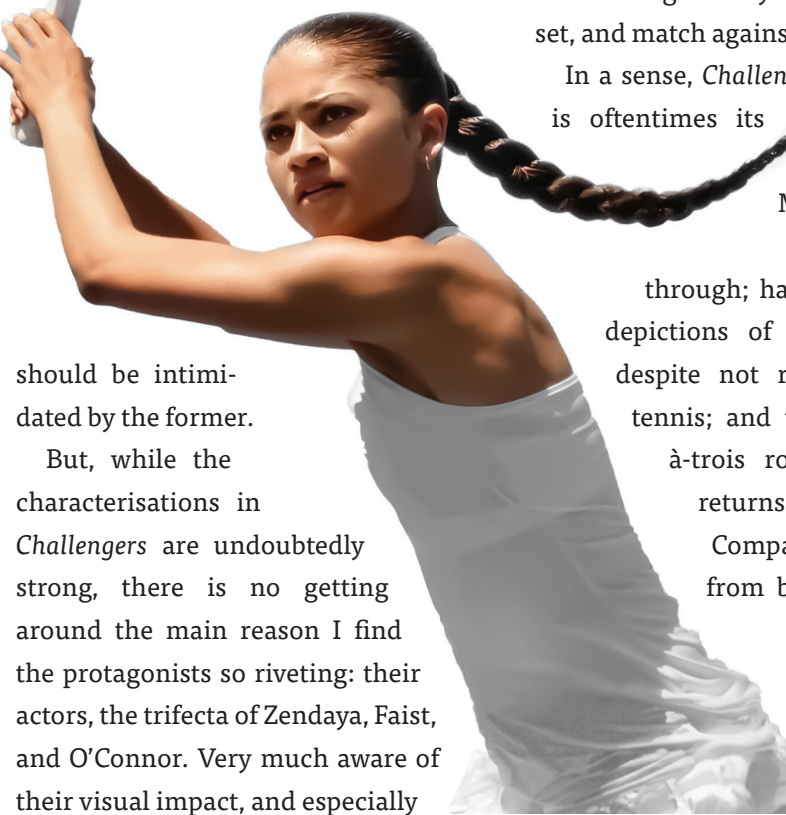 should be intimi-
dated by the former.
But, while the
characterisations in
Challengers are undoubtedly
strong, there is no getting
around the main reason I find
the protagonists so riveting: their
actors, the trifecta of Zendaya, Faist,
and O'Connor. Very much aware of
their visual impact, and especially
set, and match agains
In a sense, Challen
is oftentimes its
M
through; ha
depictions of
despite not r
tennis; and
à-trois ro
returns
Compa
from b